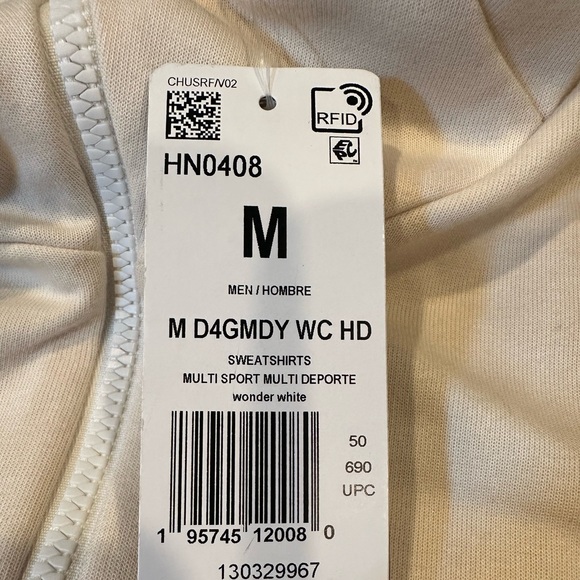 CHUSRF/V02
RFID
EPC
HN0408
M
MEN / HOMBRE
M D4GMDY WC HD
SWEATSHIRTS
MULTI SPORT MULTI DEPORTE
wonder white
50
690
UPC
1 95745 12008 0
130329967